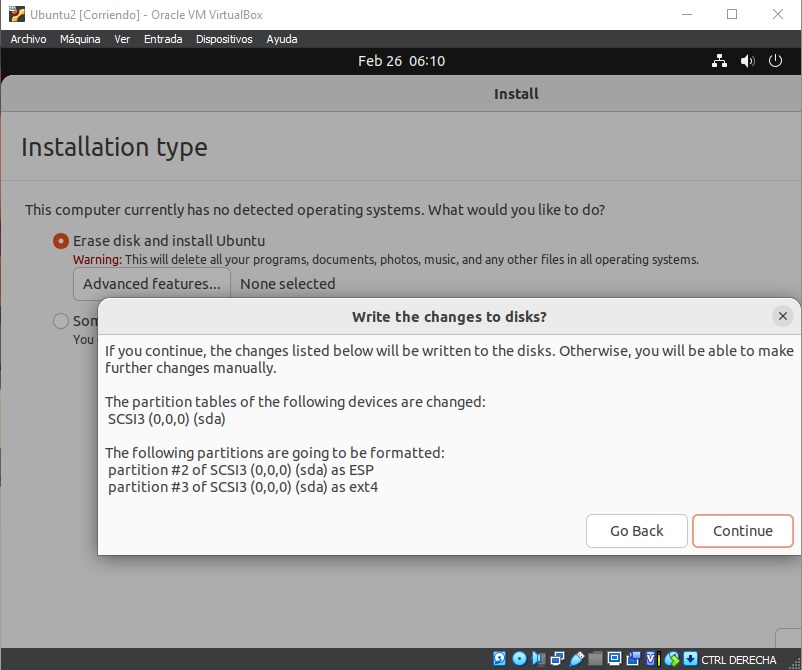 Ubuntu2 [Corriendo] - Oracle VM VirtualBox
Archivo Máquina Ver Entrada Dispositivos Ayuda
Feb 26 06:10
Install
Installation type
This computer currently has no detected operating systems. What would you like to do?
Erase disk and install Ubuntu
Warning: This will delete all your programs, documents, photos, music, and any other files in all operating systems.
Advanced features... None selected
Som
You
Write the changes to disks?
If you continue, the changes listed below will be written to the disks. Otherwise, you will be able to make
further changes manually.
The partition tables of the following devices are changed:
SCSI3 (0,0,0) (sda)
The following partitions are going to be formatted:
partition #2 of SCSI3 (0,0,0) (sda) as ESP
partition #3 of SCSI3 (0,0,0) (sda) as ext4
Go Back Continue
CTRL DERECHA